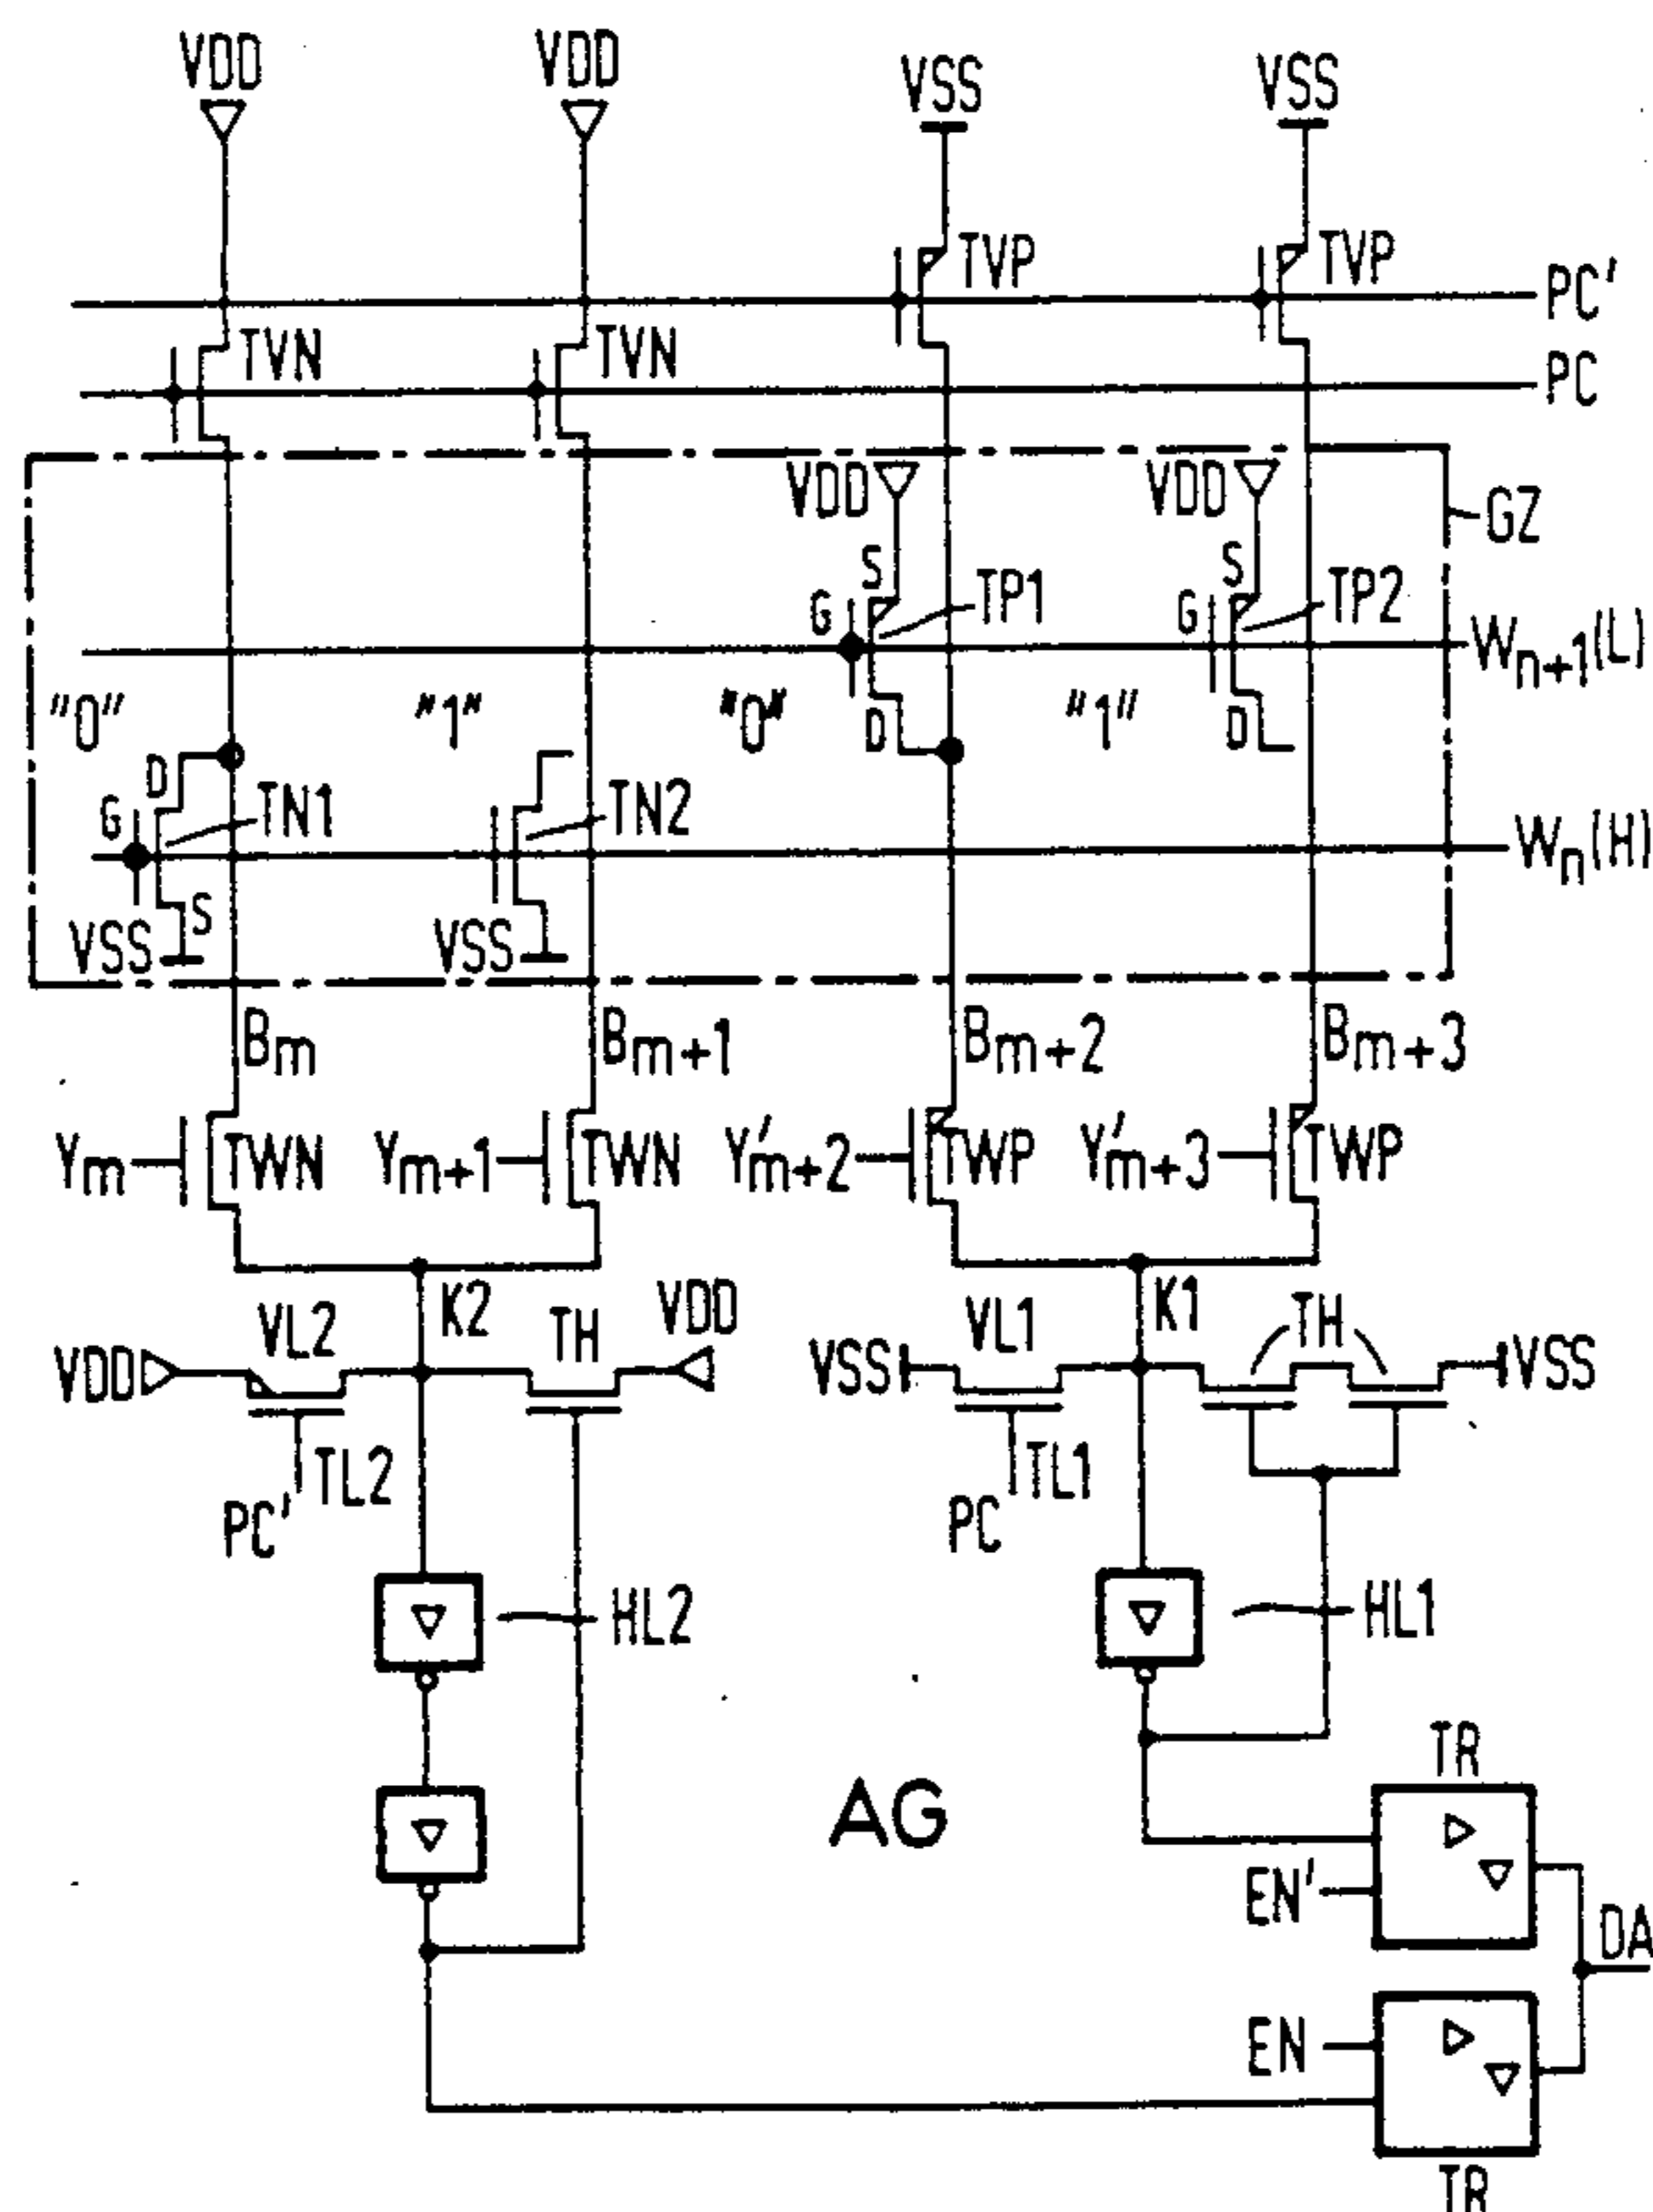 VDD VDD VSS VSS
TVP TVP PC'
TVN TVN PC
VDD VDD GZ
S TP1 S TP2
G G
Wn+1(L)
"0" "1" "0" D "1" D
D TN1 TN2
G
Wn(H)
S
VSS VSS
Bm Bm+1 Bm+2 Bm+3
Ym TWN Ym+1 TWN Y'm+2 TWP Y'm+3 TWP
VL2 K2 TH VDD VL1 K1 TH
VDD VSS VSS
TL2 TL1
PC' PC
HL2 HL1
TR
AG
EN'
DA
EN
TR